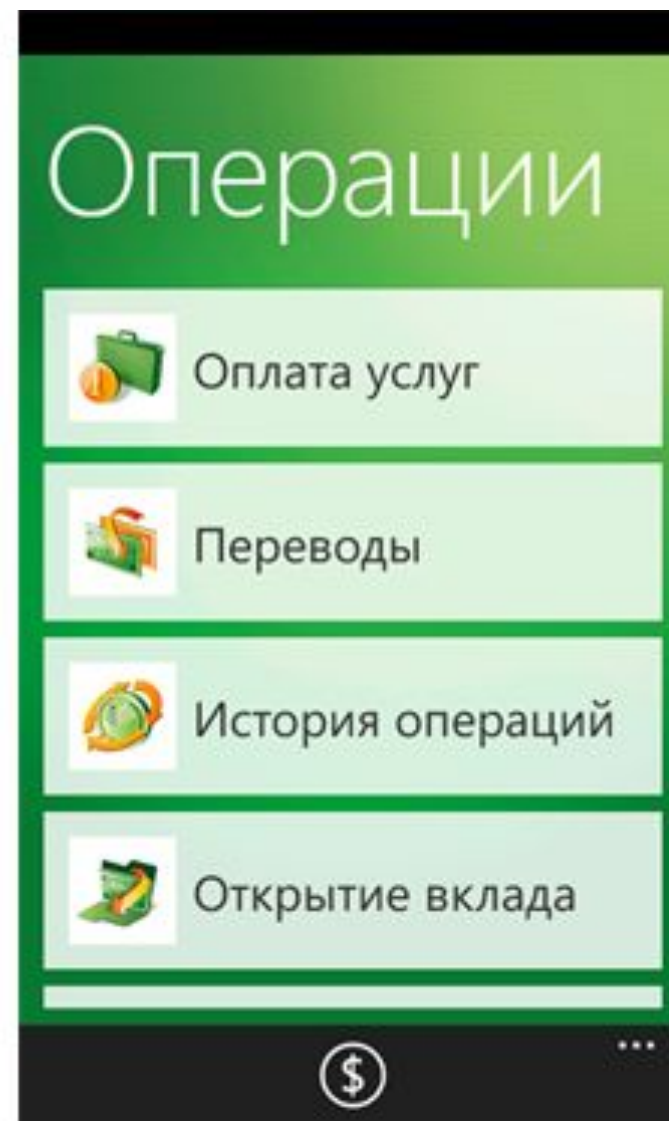 Операции
Оплата услуг
Переводы
История операций
Открытие вклада
$
...